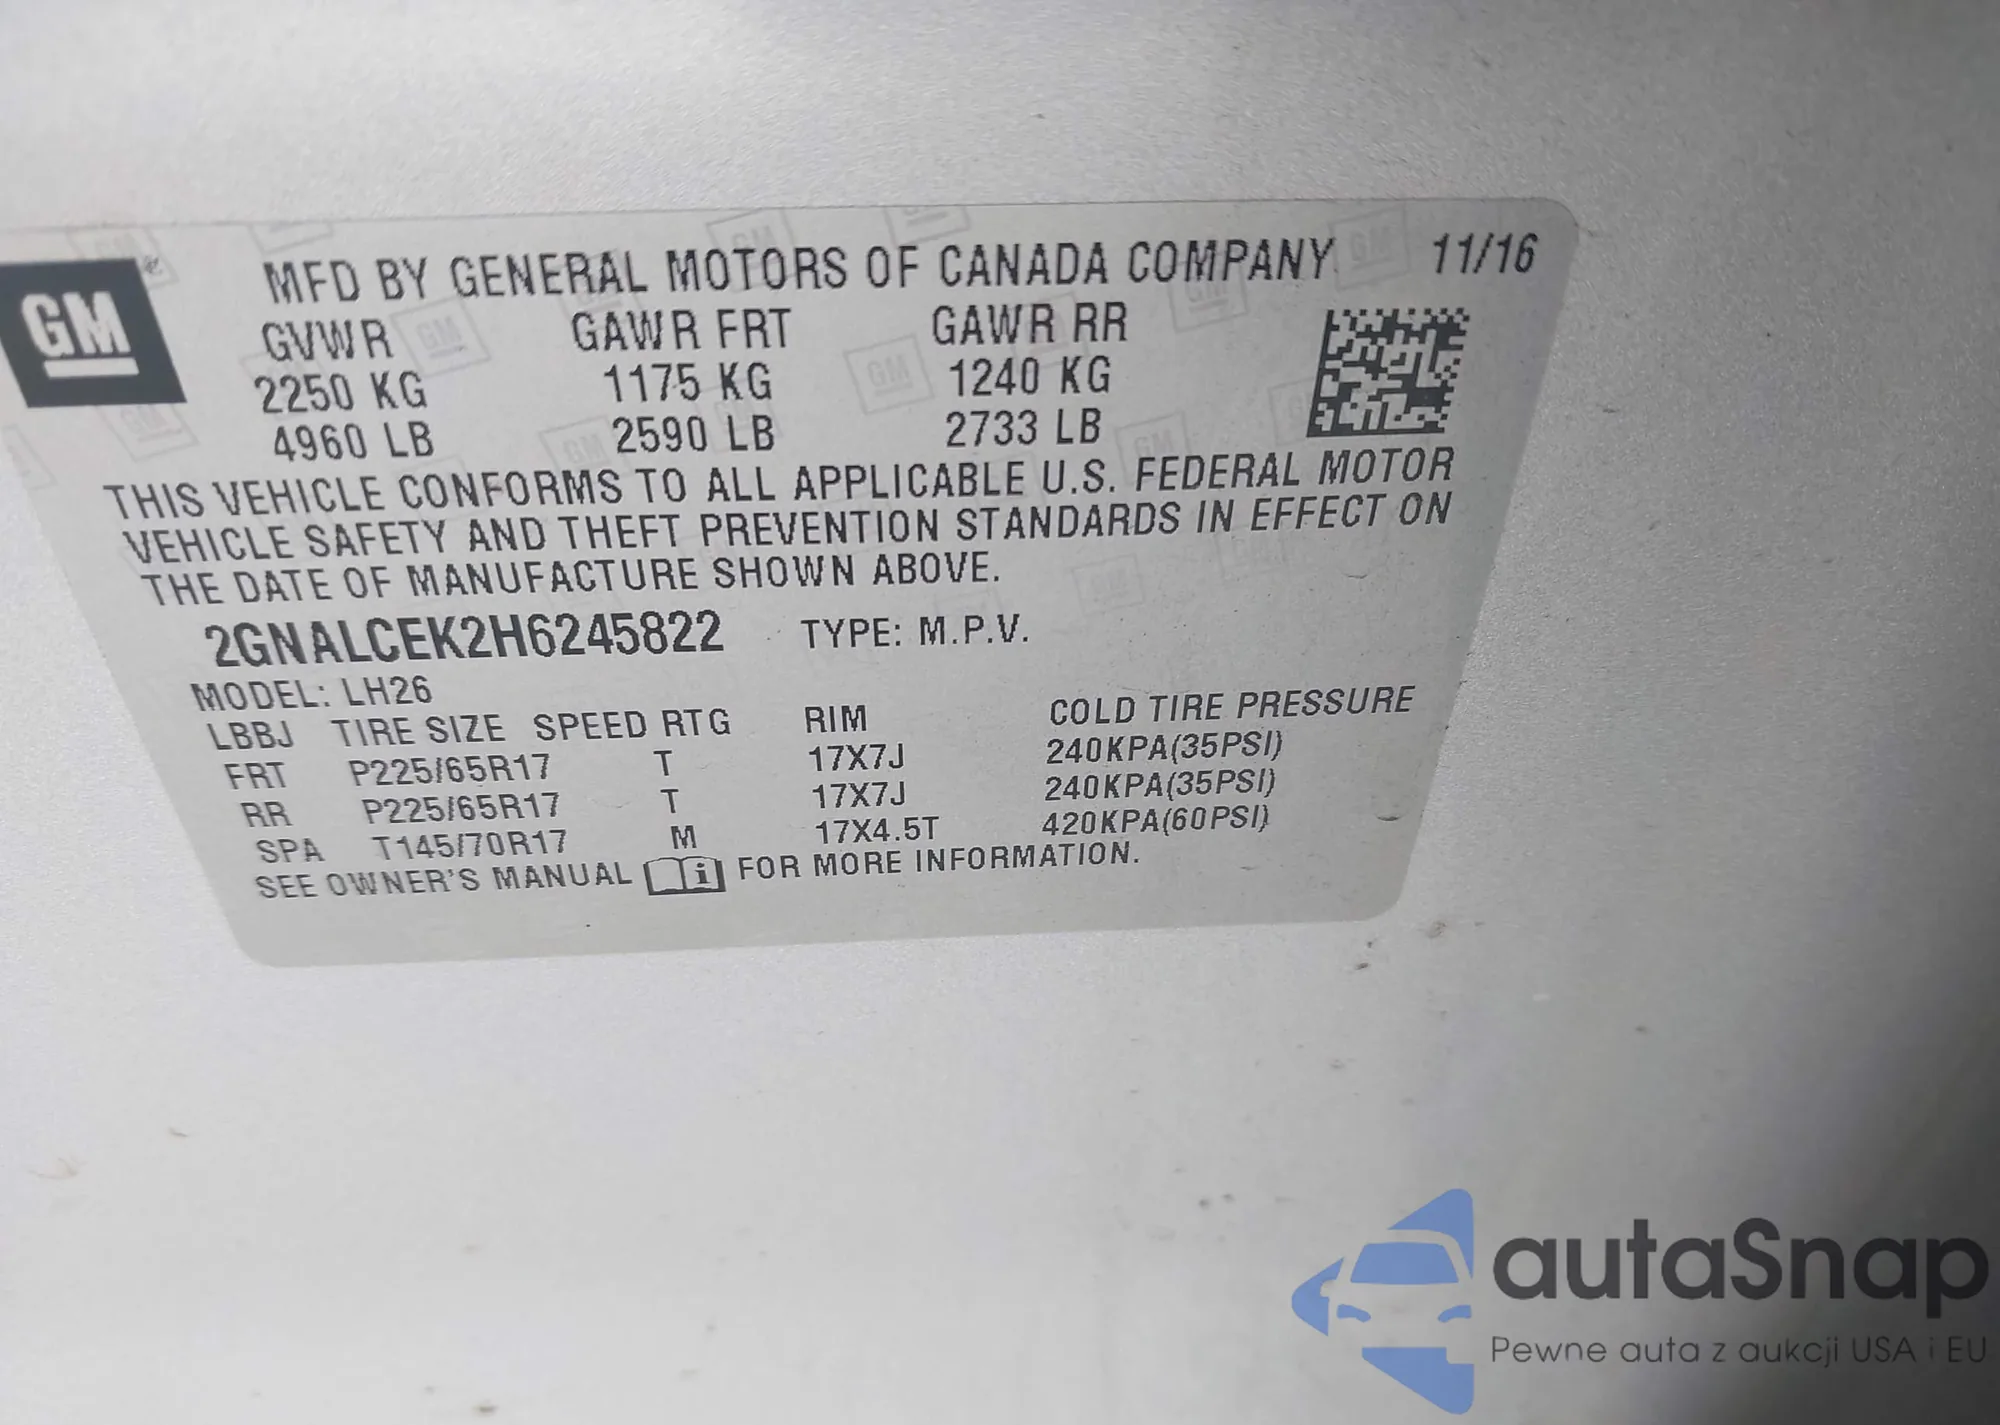 GM
MFD BY GENERAL MOTORS OF CANADA COMPANY 11/16
GVWR GAWR FRT GAWR RR
2250 KG 1175 KG 1240 KG
4960 LB 2590 LB 2733 LB
THIS VEHICLE CONFORMS TO ALL APPLICABLE U.S. FEDERAL MOTOR
VEHICLE SAFETY AND THEFT PREVENTION STANDARDS IN EFFECT ON
THE DATE OF MANUFACTURE SHOWN ABOVE.
2GNALCEK2H6245822 TYPE: M.P.V.
MODEL: LH26
LBBJ TIRE SIZE SPEED RTG RIM COLD TIRE PRESSURE
FRT P225/65R17 T 17X7J 240KPA(35PSI)
RR P225/65R17 T 17X7J 240KPA(35PSI)
SPA T145/70R17 M 17X4.5T 420KPA(60PSI)
SEE OWNER'S MANUAL i FOR MORE INFORMATION.
autaSnap
Pewne auta z aukcji USA i EU